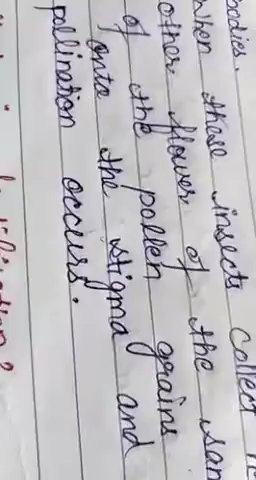 bodies.
when these insects collect
other flower of the sam
of the pollen grains
onto the stigma and
pollination occurs.